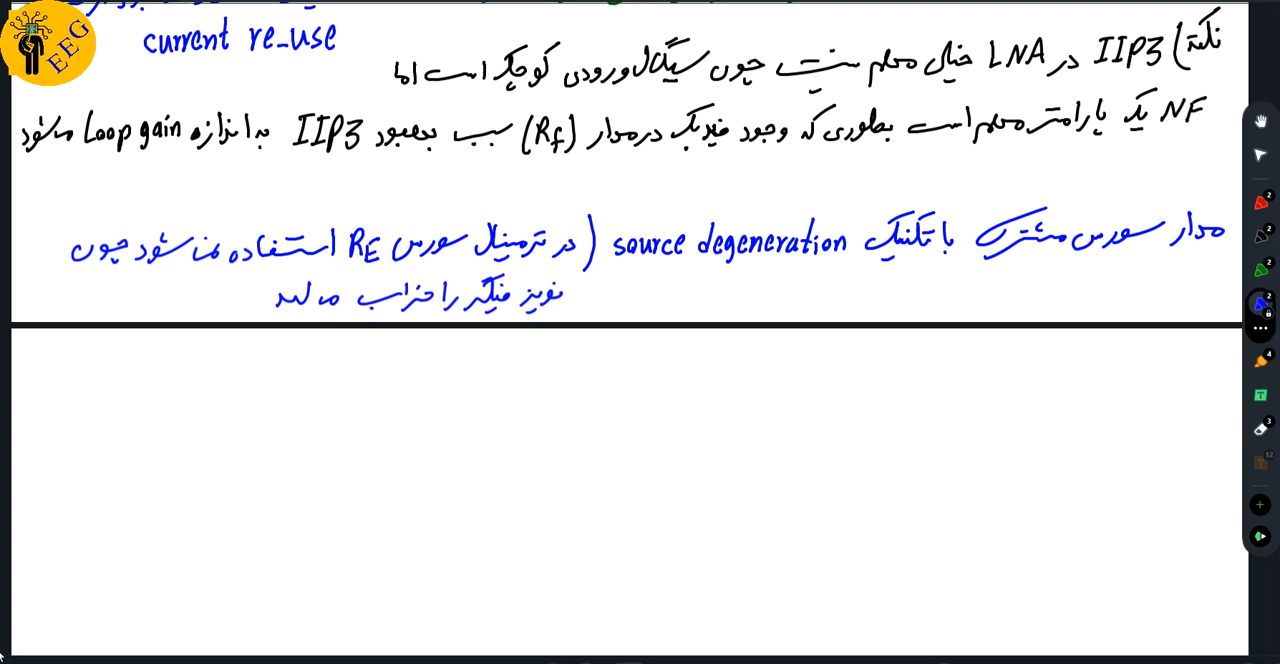 current re_use
نکته) IIP3 در LNA خیلی مهم نیست چون سیگنال ورودی کوچک است اما
NF یک پارامتر مهم است بطوری که وجود فیدبک در مدار (Rf) سبب بهبود IIP3 به اندازه Loop gain میشود
مدار سورس مشترک با تکنیک source degeneration ) در ترمینال سورس RE استفاده نمیشود چون
نویز فیگر را خراب میکند
EEG